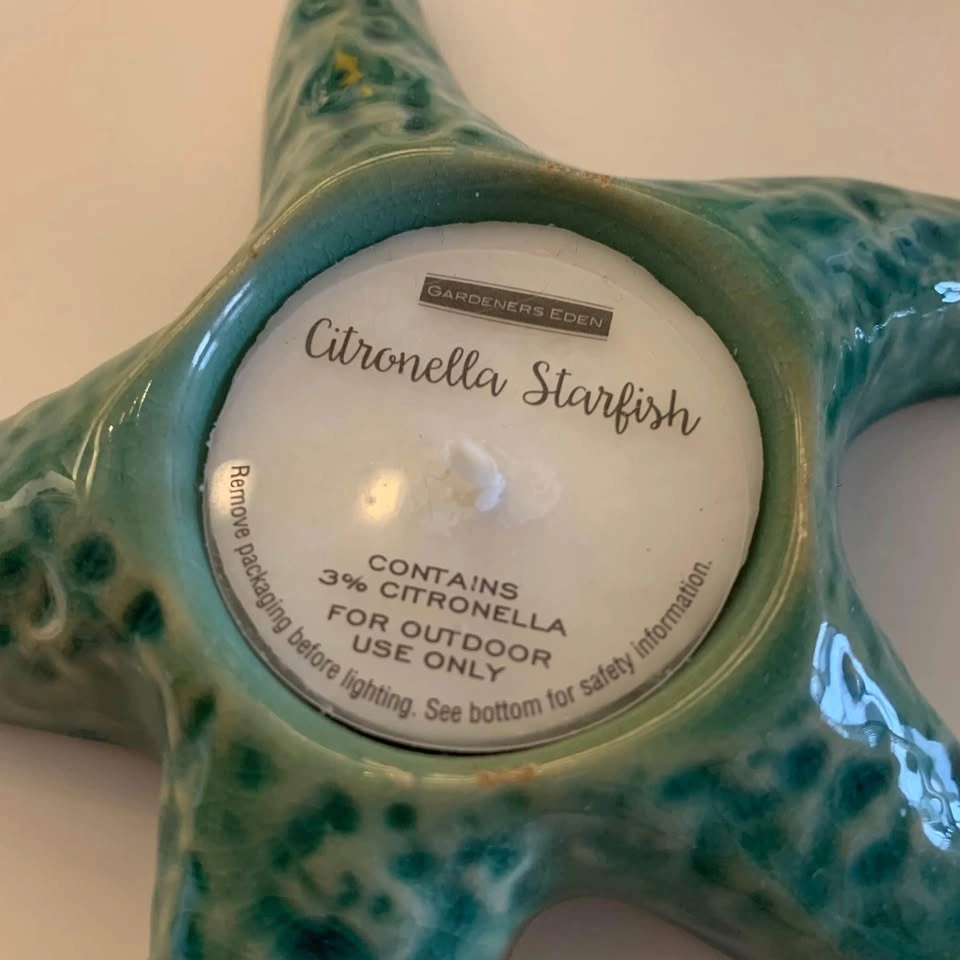 GARDENERS EDEN
Citronella Starfish
CONTAINS
3% CITRONELLA
FOR OUTDOOR
USE ONLY
Remove packaging before lighting. See bottom for safety information.